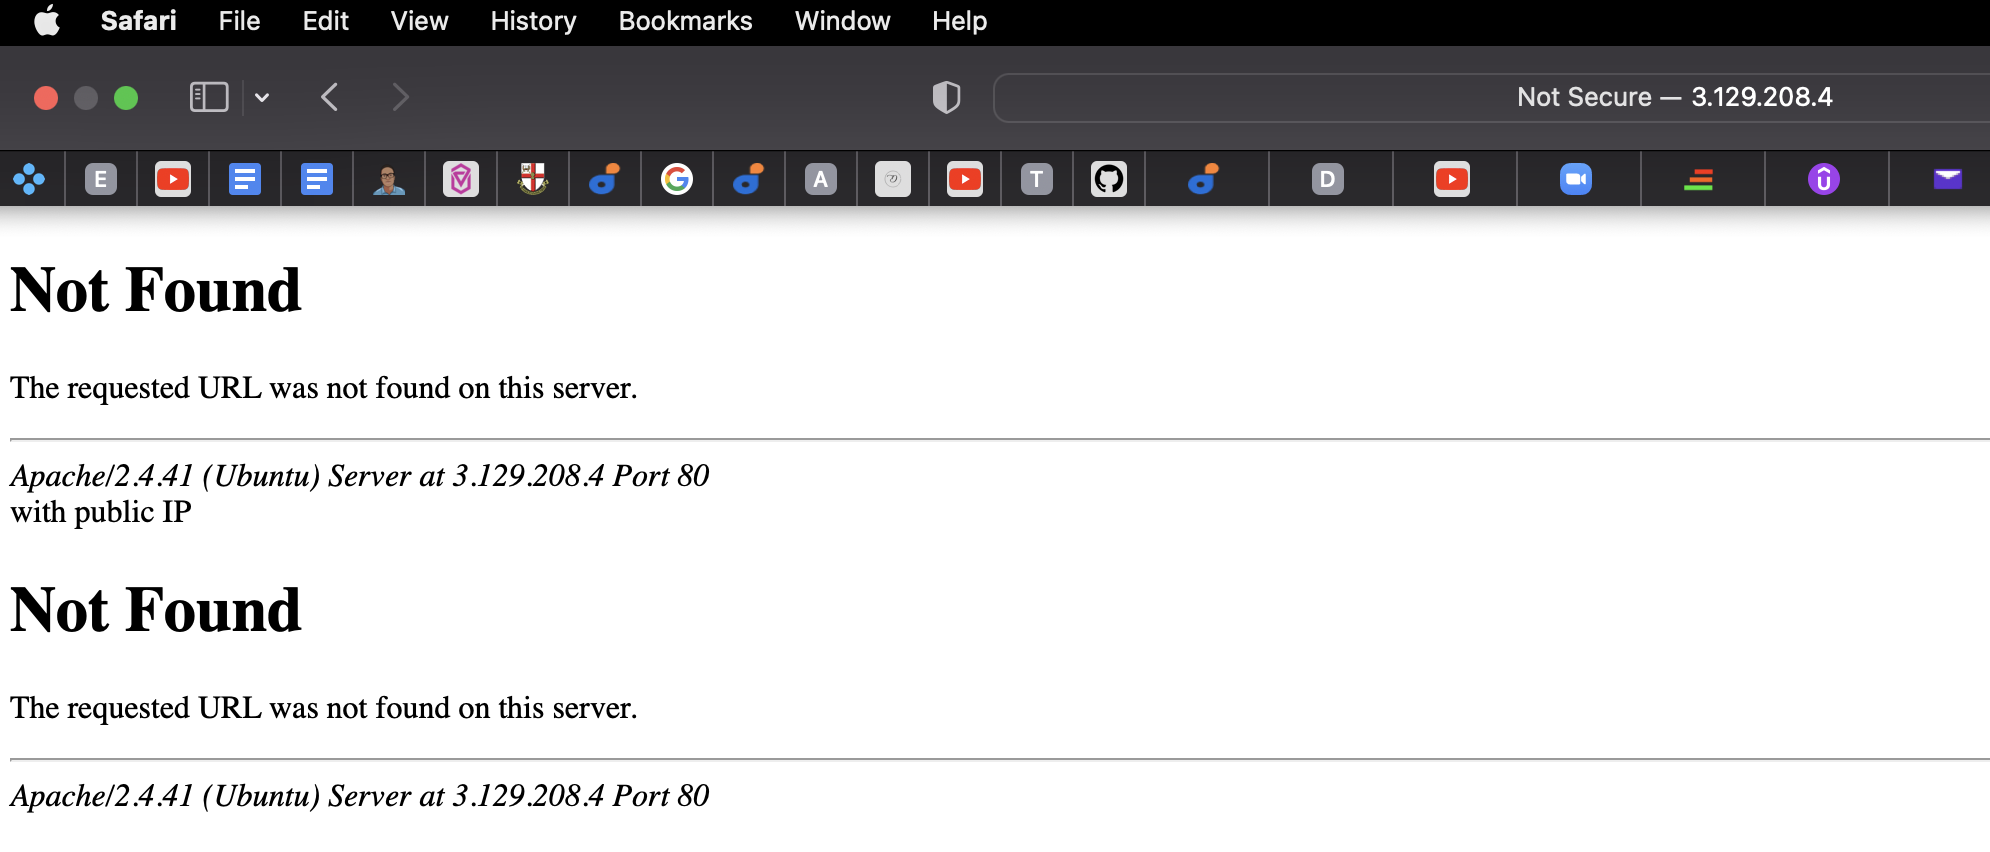 Safari File Edit View History Bookmarks Window Help
Not Secure — 3.129.208.4
E A T D
Not Found
The requested URL was not found on this server.
Apache/2.4.41 (Ubuntu) Server at 3.129.208.4 Port 80
with public IP
Not Found
The requested URL was not found on this server.
Apache/2.4.41 (Ubuntu) Server at 3.129.208.4 Port 80